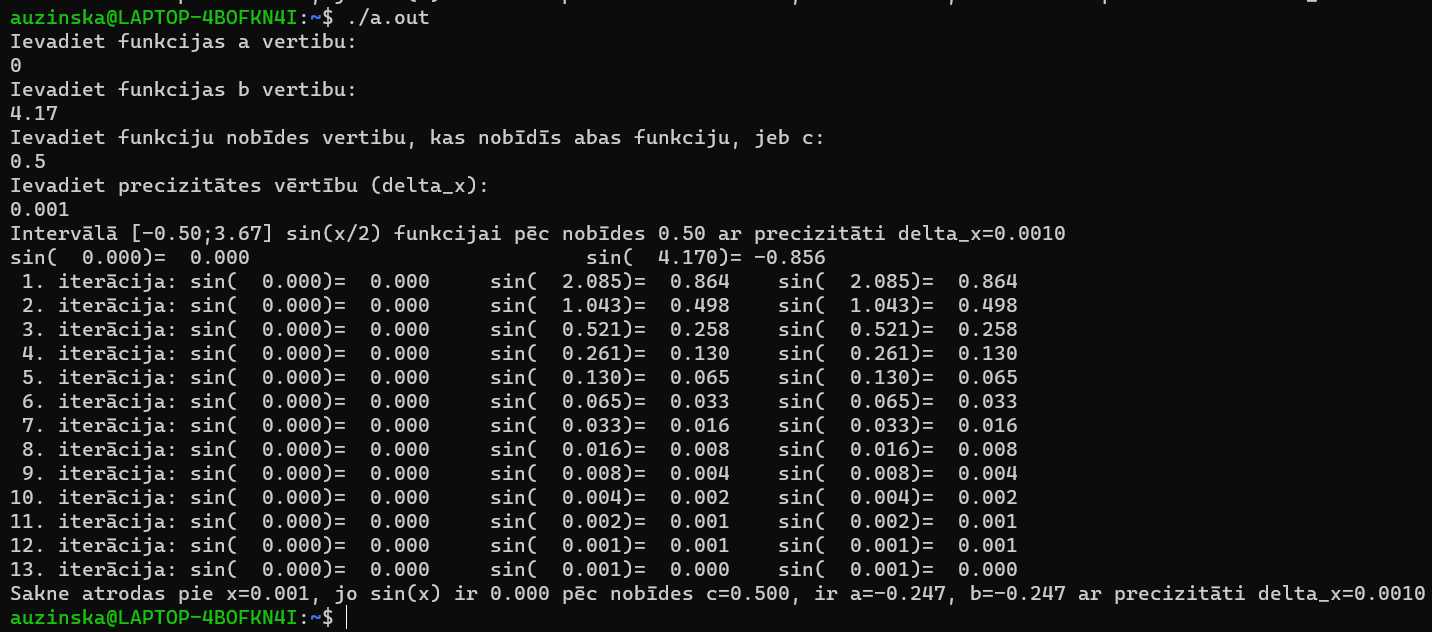 auzinska@LAPTOP-4BOFKN4I:~$ ./a.out
Ievadiet funkcijas a vertibu:
0
Ievadiet funkcijas b vertibu:
4.17
Ievadiet funkciju nobīdes vertibu, kas nobīdīs abas funkciju, jeb c:
0.5
Ievadiet precizitātes vērtību (delta_x):
0.001
Intervālā [-0.50;3.67] sin(x/2) funkcijai pēc nobīdes 0.50 ar precizitāti delta_x=0.0010
sin(  0.000)=  0.000                            sin(  4.170)= -0.856
 1. iterācija: sin(  0.000)=  0.000     sin(  2.085)=  0.864    sin(  2.085)=  0.864
 2. iterācija: sin(  0.000)=  0.000     sin(  1.043)=  0.498    sin(  1.043)=  0.498
 3. iterācija: sin(  0.000)=  0.000     sin(  0.521)=  0.258    sin(  0.521)=  0.258
 4. iterācija: sin(  0.000)=  0.000     sin(  0.261)=  0.130    sin(  0.261)=  0.130
 5. iterācija: sin(  0.000)=  0.000     sin(  0.130)=  0.065    sin(  0.130)=  0.065
 6. iterācija: sin(  0.000)=  0.000     sin(  0.065)=  0.033    sin(  0.065)=  0.033
 7. iterācija: sin(  0.000)=  0.000     sin(  0.033)=  0.016    sin(  0.033)=  0.016
 8. iterācija: sin(  0.000)=  0.000     sin(  0.016)=  0.008    sin(  0.016)=  0.008
 9. iterācija: sin(  0.000)=  0.000     sin(  0.008)=  0.004    sin(  0.008)=  0.004
10. iterācija: sin(  0.000)=  0.000     sin(  0.004)=  0.002    sin(  0.004)=  0.002
11. iterācija: sin(  0.000)=  0.000     sin(  0.002)=  0.001    sin(  0.002)=  0.001
12. iterācija: sin(  0.000)=  0.000     sin(  0.001)=  0.001    sin(  0.001)=  0.001
13. iterācija: sin(  0.000)=  0.000     sin(  0.001)=  0.000    sin(  0.001)=  0.000
Sakne atrodas pie x=0.001, jo sin(x) ir 0.000 pēc nobīdes c=0.500, ir a=-0.247, b=-0.247 ar precizitāti delta_x=0.0010
auzinska@LAPTOP-4BOFKN4I:~$